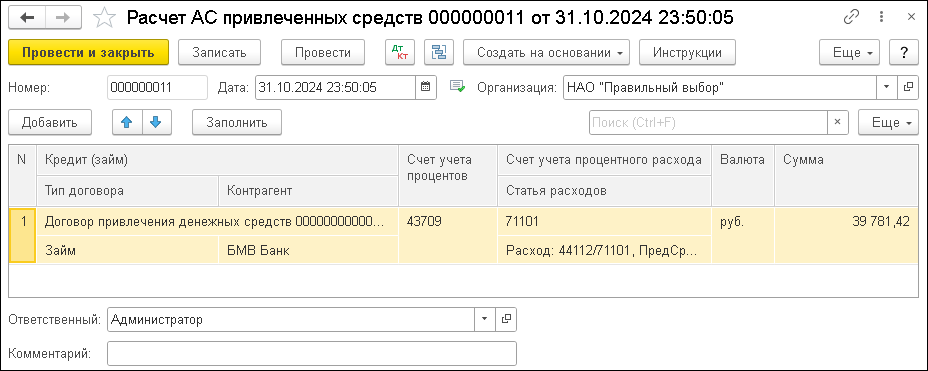 Расчет АС привлеченных средств 000000011 от 31.10.2024 23:50:05
Провести и закрыть Записать Провести Дт Кт Создать на основании Инструкции Еще ?
Номер: 000000011 Дата: 31.10.2024 23:50:05 Организация: НАО "Правильный выбор"
Добавить Заполнить Поиск (Ctrl+F) × Еще
N Кредит (займ) Счет учета процентов Счет учета процентного расхода Валюта Сумма
Тип договора Контрагент Статья расходов
1 Договор привлечения денежных средств 00000000000... 43709 71101 руб. 39 781,42
Займ БМВ Банк Расход: 44112/71101, ПредСр...
Ответственный: Администратор
Комментарий: